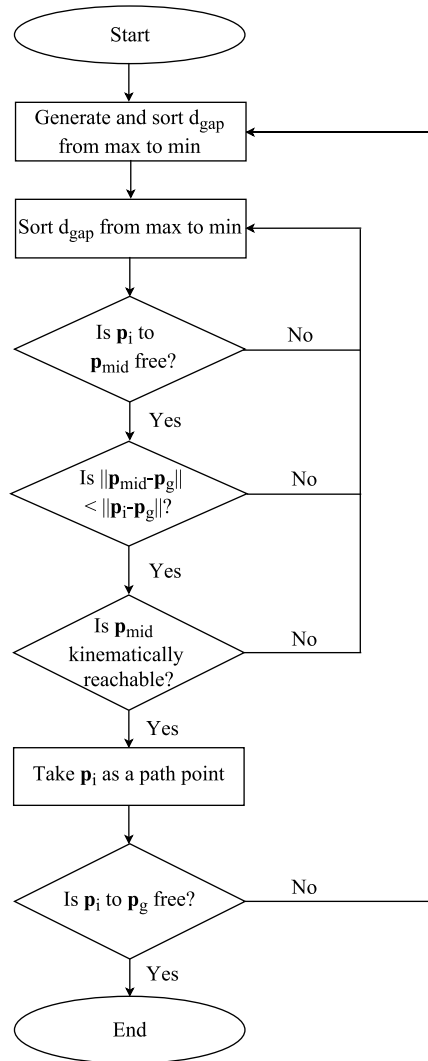 Start
Generate and sort d_gap
from max to min
Sort d_gap from max to min
Is p_i to
p_mid free?
No
Yes
Is ||p_mid-p_g||
< ||p_i-p_g||?
No
Yes
Is p_mid
kinematically
reachable?
No
Yes
Take p_i as a path point
Is p_i to p_g free?
No
Yes
End